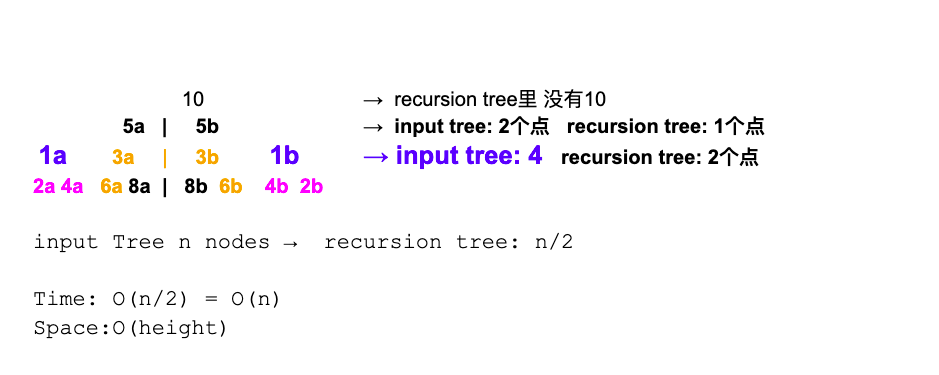 10 → recursion tree里 没有10
5a | 5b → input tree: 2个点 recursion tree: 1个点
1a 3a | 3b 1b → input tree: 4 recursion tree: 2个点
2a 4a 6a 8a | 8b 6b 4b 2b
input Tree n nodes → recursion tree: n/2
Time: O(n/2) = O(n)
Space:O(height)